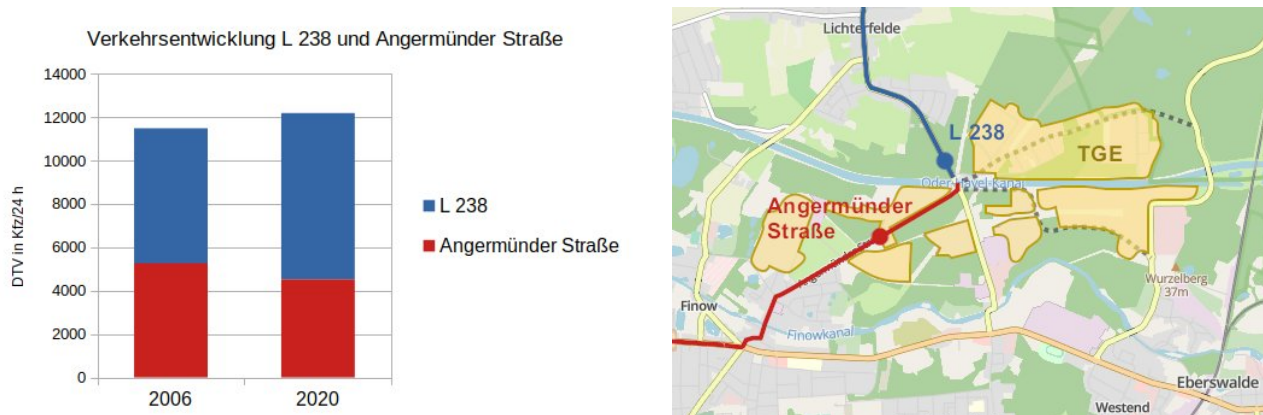 Verkehrsentwicklung L 238 und Angermünder Straße
DTV in Kfz/24 h
14000
12000
10000
8000
6000
4000
2000
0
2006
2020
L 238
Angermünder Straße
Lichterfelde
L 238
TGE
Oder-Havel-Kanal
Angermünder
Straße
Wurzelberg
37m
Finow
Finowkanal
Eberswalde
Westend